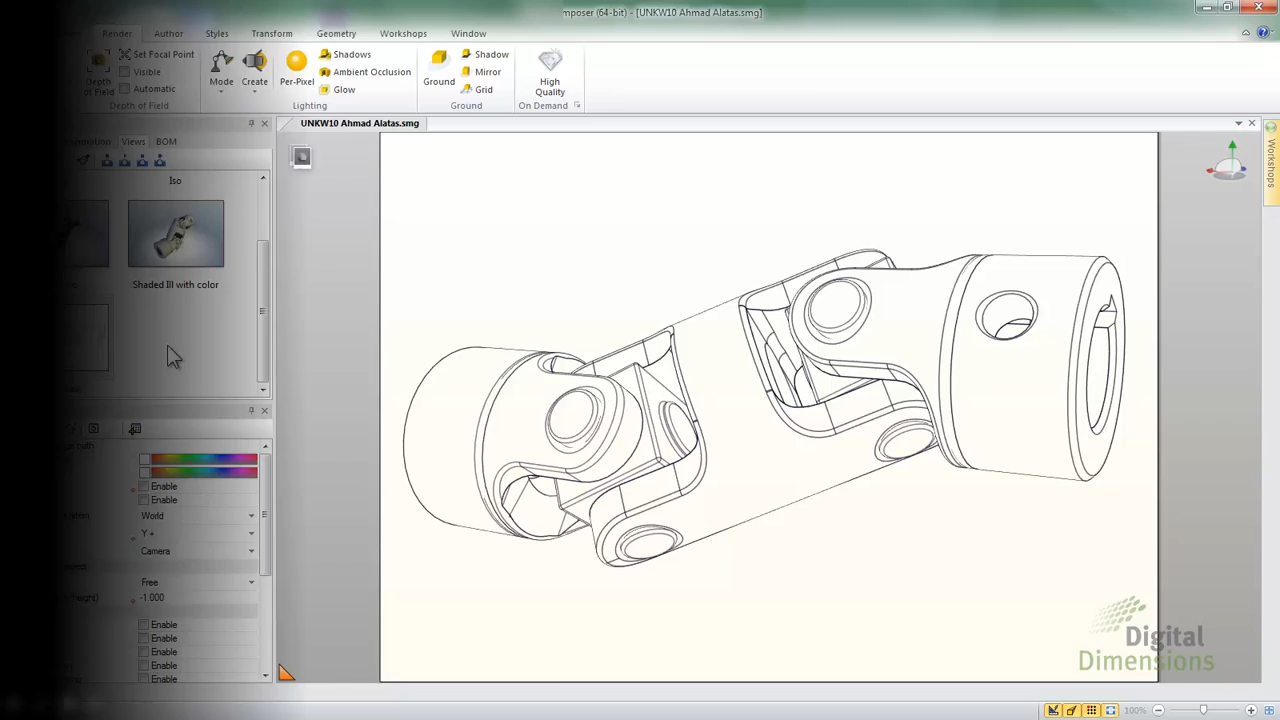 mposer (64-bit) - [UNKW10 Ahmad Alatas.smg]
Render Author Styles Transform Geometry Workshops Window
Set Focal Point
Visible
Automatic
Depth of Field
Depth of Field
Mode
Create
Per-Pixel
Shadows
Ambient Occlusion
Glow
Lighting
Ground
Shadow
Mirror
Grid
Ground
High Quality
On Demand
Views BOM
UNKW10 Ahmad Alatas.smg
Workshops
Iso
Shaded Ill with color
Enable
Enable
World
Y+
Camera
Free
-1.000
Enable
Enable
Enable
Enable
Enable
Digital
Dimensions
100%